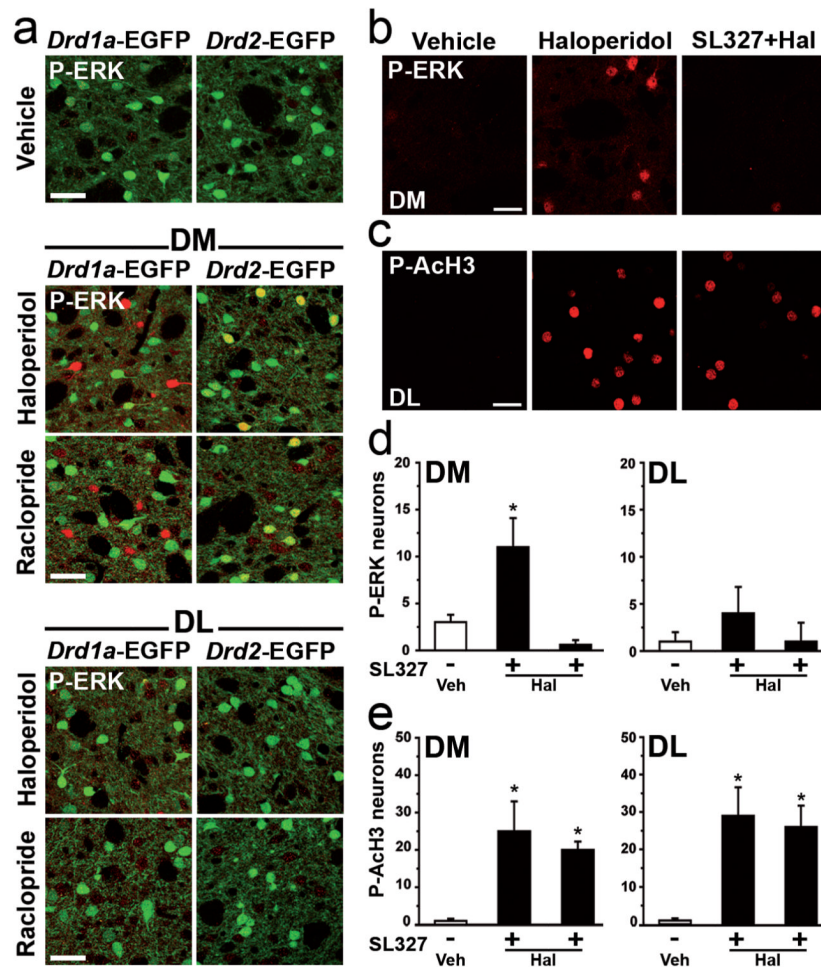 a
Drd1a-EGFP Drd2-EGFP
P-ERK
Vehicle
DM
Drd1a-EGFP Drd2-EGFP
P-ERK
Haloperidol
Raclopride
DL
Drd1a-EGFP Drd2-EGFP
P-ERK
Haloperidol
Raclopride
b
Vehicle Haloperidol SL327+Hal
P-ERK
DM
c
P-AcH3
DL
d
DM
P-ERK neurons
20
15
10
5
0
*
SL327 - + +
Veh Hal
DL
20
15
10
5
0
- + +
Veh Hal
e
DM
P-AcH3 neurons
50
40
30
20
10
0
* *
SL327 - + +
Veh Hal
DL
50
40
30
20
10
0
* *
- + +
Veh Hal